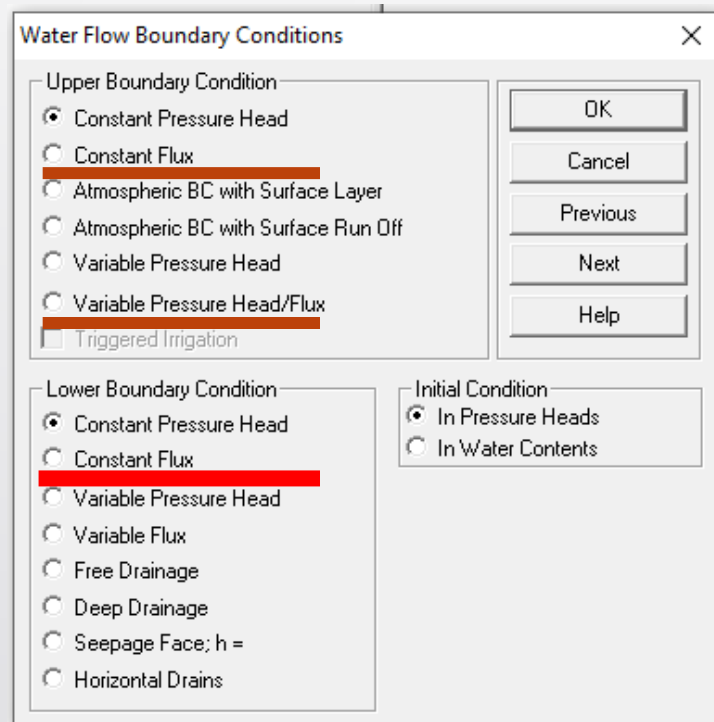 Water Flow Boundary Conditions
Upper Boundary Condition
Constant Pressure Head
Constant Flux
Atmospheric BC with Surface Layer
Atmospheric BC with Surface Run Off
Variable Pressure Head
Variable Pressure Head/Flux
Triggered Irrigation
OK
Cancel
Previous
Next
Help
Lower Boundary Condition
Constant Pressure Head
Constant Flux
Variable Pressure Head
Variable Flux
Free Drainage
Deep Drainage
Seepage Face; h =
Horizontal Drains
Initial Condition
In Pressure Heads
In Water Contents